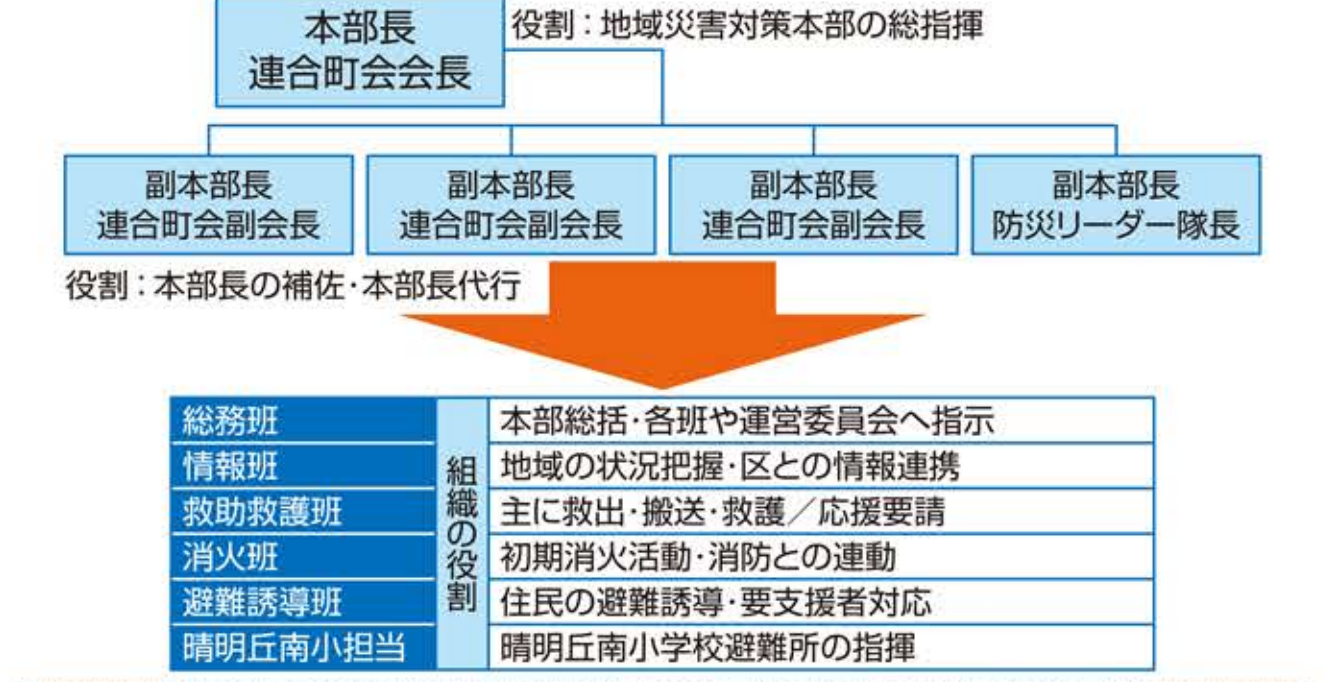 本部長
連合町会会長
役割：地域災害対策本部の総指揮
副本部長
連合町会副会長
副本部長
連合町会副会長
副本部長
連合町会副会長
副本部長
防災リーダー隊長
役割：本部長の補佐・本部長代行
組織の役割
総務班 本部総括・各班や運営委員会へ指示
情報班 地域の状況把握・区との情報連携
救助救護班 主に救出・搬送・救護／応援要請
消火班 初期消火活動・消防との連動
避難誘導班 住民の避難誘導・要支援者対応
晴明丘南小担当 晴明丘南小学校避難所の指揮